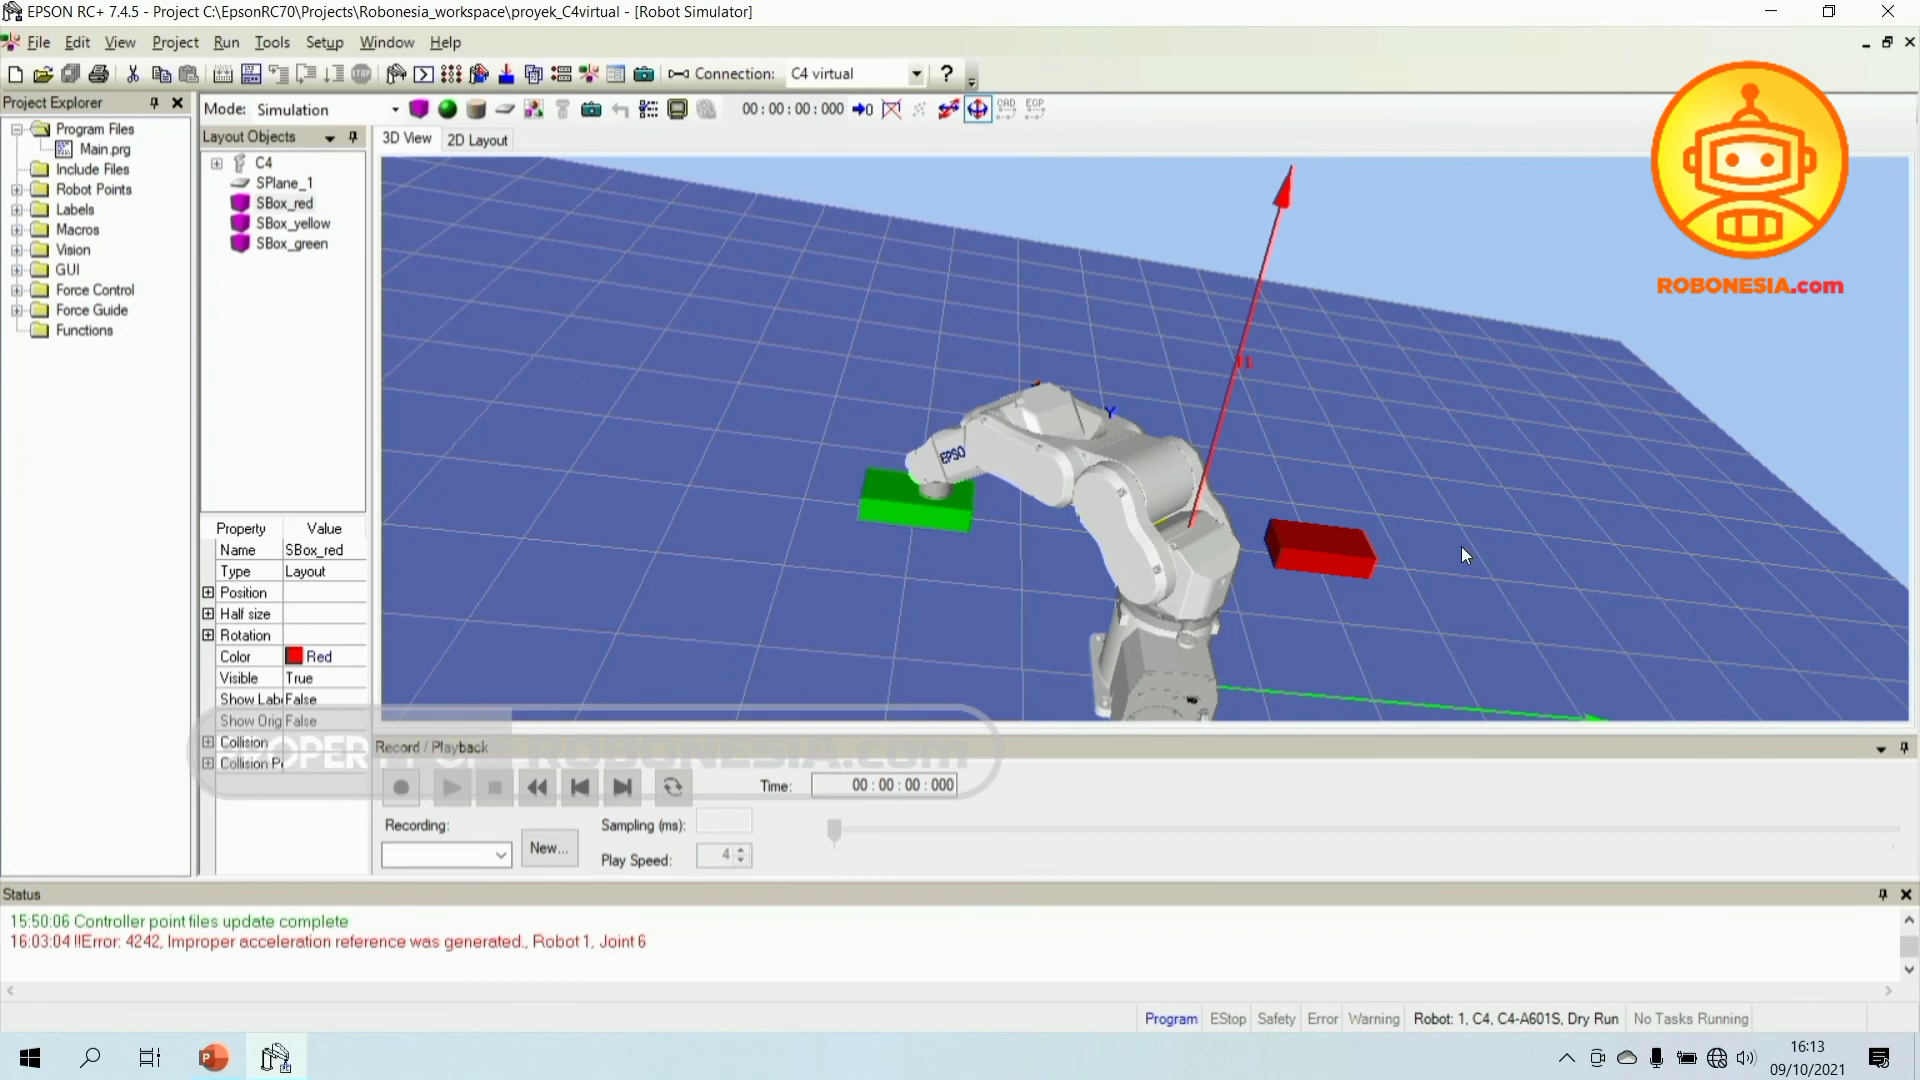 EPSON RC+ 7.4.5 - Project C:\EpsonRC70\Projects\Robonesia_workspace\proyek_C4virtual - [Robot Simulator]
File Edit View Project Run Tools Setup Window Help
Connection: C4 virtual ?
Project Explorer
Program Files
Main.prg
Include Files
Robot Points
Labels
Macros
Vision
GUI
Force Control
Force Guide
Functions
Mode: Simulation
00 : 00 : 00 : 000
CAD
ECP
Layout Objects
C4
SPlane_1
SBox_red
SBox_yellow
SBox_green
3D View 2D Layout
Y
EPSO
ROBONESIA.com
Property Value
Name SBox_red
Type Layout
Position
Half size
Rotation
Color Red
Visible True
Show Lab False
Show Orig False
Collision
Collision P
ROBONESIA.com
Record / Playback
Time: 00 : 00 : 00 : 000
Recording:
New...
Sampling (ms):
Play Speed: 4
Status
15:50:06 Controller point files update complete
16:03:04 !!Error: 4242, Improper acceleration reference was generated., Robot 1, Joint 6
Program EStop Safety Error Warning Robot: 1, C4, C4-A601S, Dry Run No Tasks Running
16:13
09/10/2021